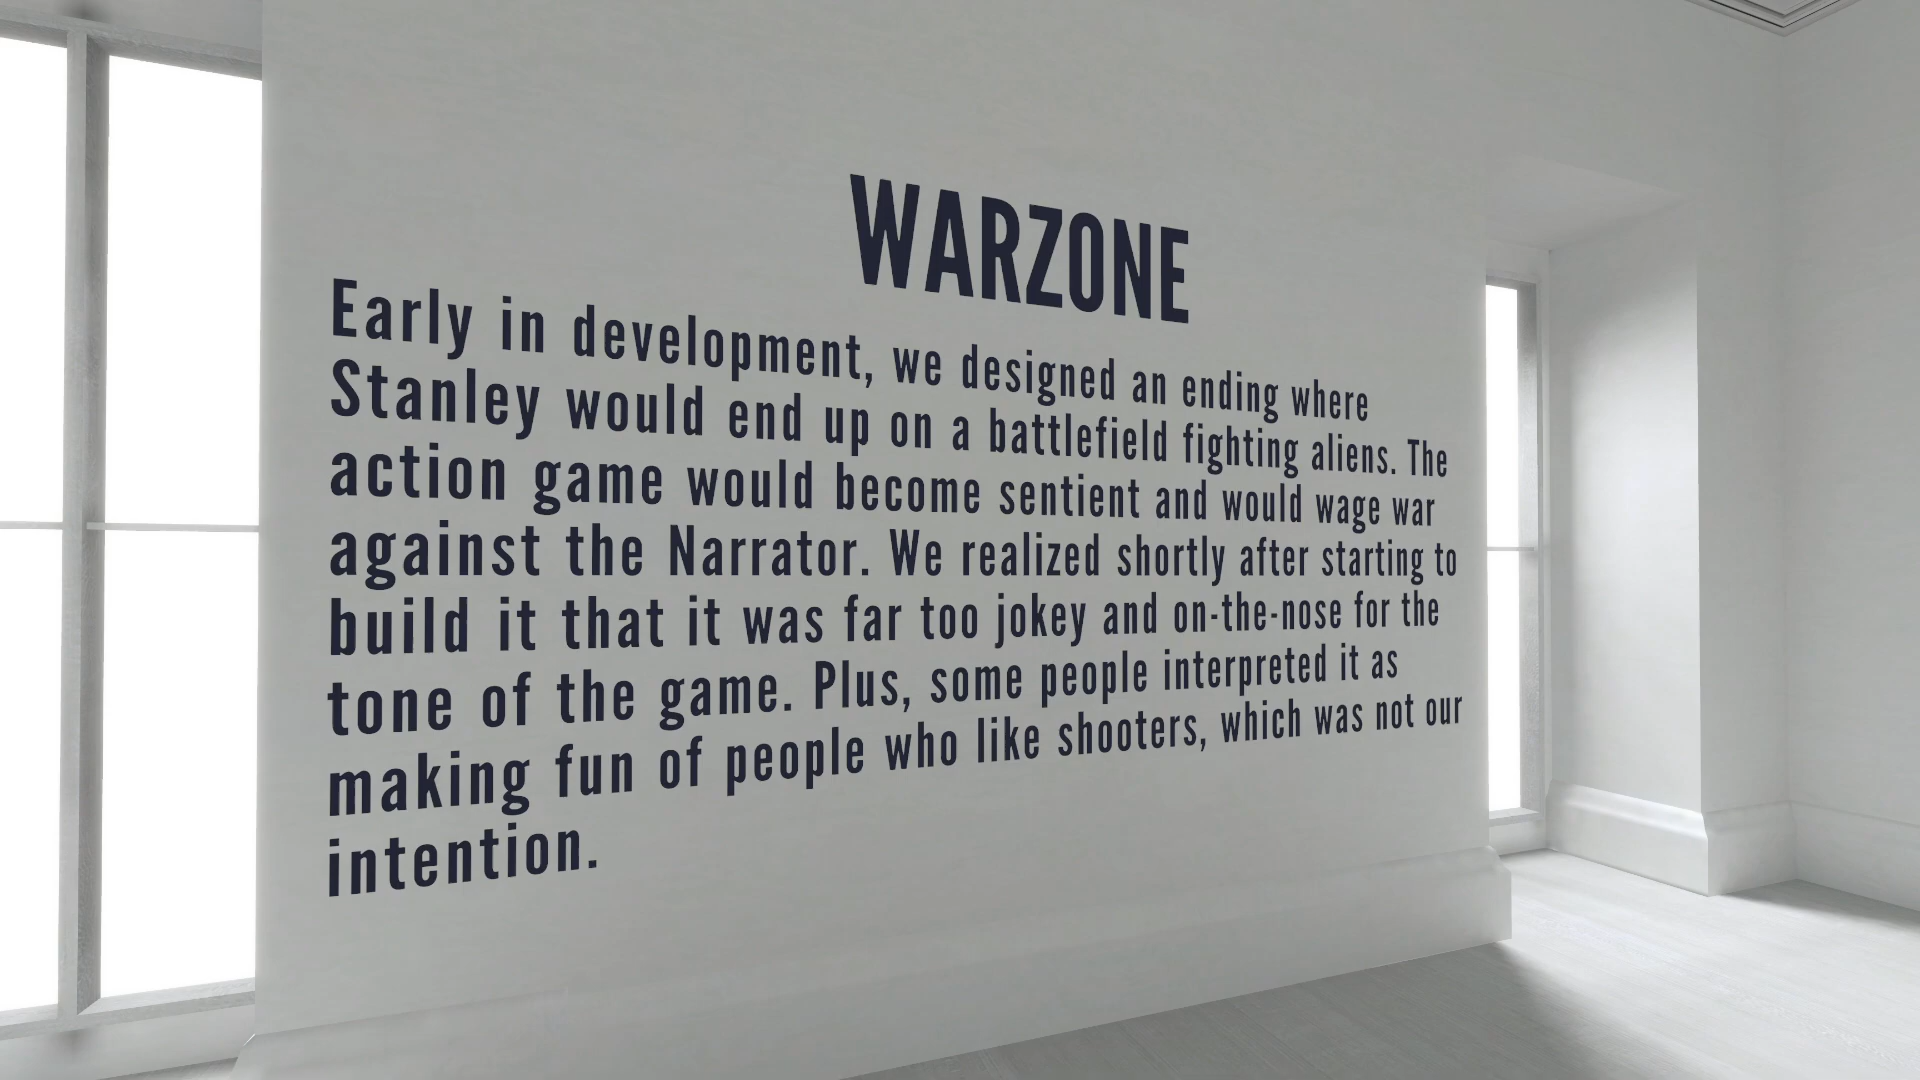 WARZONE
Early in development, we designed an ending where
Stanley would end up on a battlefield fighting aliens. The
action game would become sentient and would wage war
against the Narrator. We realized shortly after starting to
build it that it was far too jokey and on-the-nose for the
tone of the game. Plus, some people interpreted it as
making fun of people who like shooters, which was not our
intention.